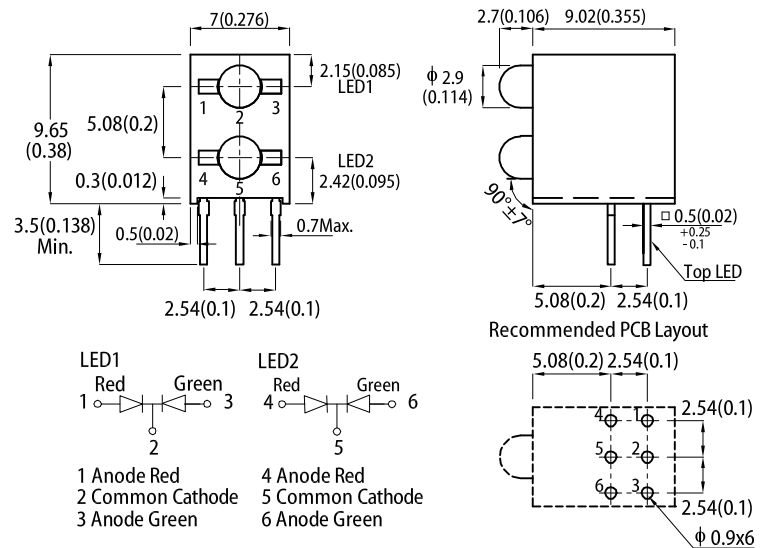 7(0.276)
2.15(0.085)
LED1
1 2 3
5.08(0.2)
9.65
(0.38)
LED2
4 5 6
2.42(0.095)
0.3(0.012)
3.5(0.138)
Min.
0.5(0.02)
0.7Max.
2.54(0.1) 2.54(0.1)
2.7(0.106) 9.02(0.355)
ϕ 2.9
(0.114)
90°±7°
□ 0.5(0.02)
+0.25
-0.1
Top LED
5.08(0.2) 2.54(0.1)
Recommended PCB Layout
5.08(0.2) 2.54(0.1)
4 1
2.54(0.1)
5 2
6 3
2.54(0.1)
ϕ 0.9x6
LED1
Red Green
1 3
2
1 Anode Red
2 Common Cathode
3 Anode Green
LED2
Red Green
4 6
5
4 Anode Red
5 Common Cathode
6 Anode Green